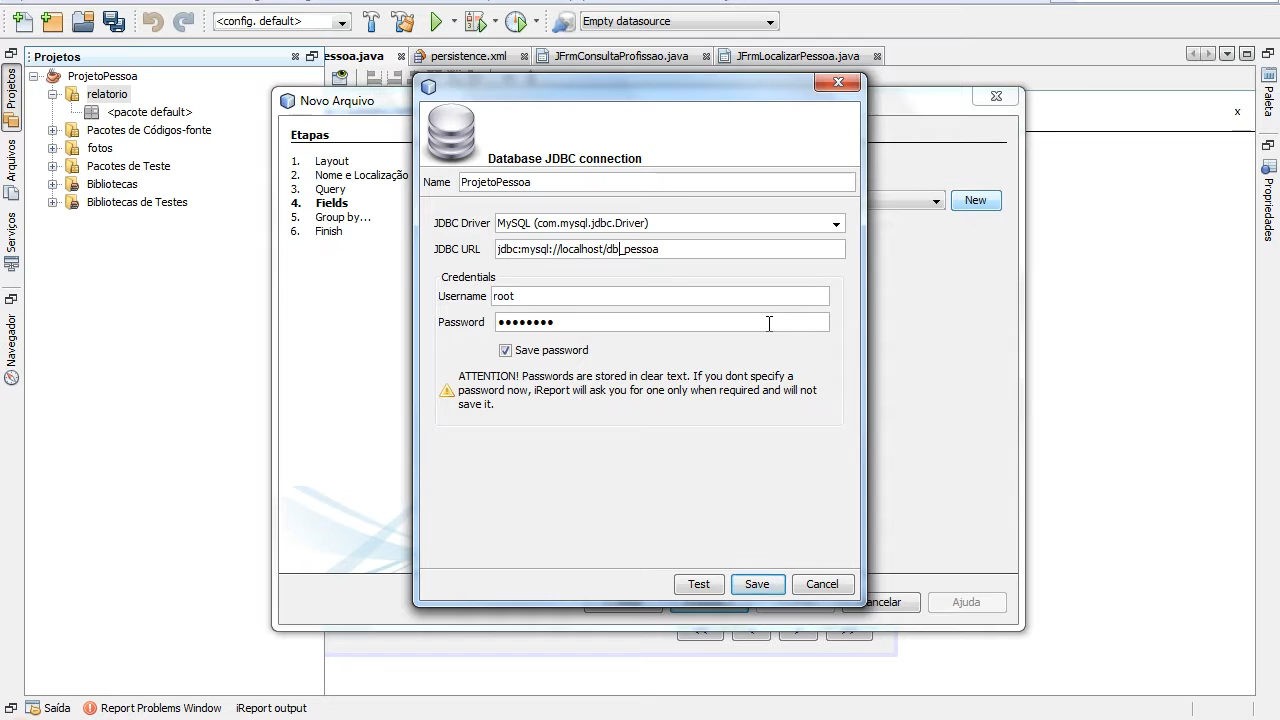 <config. default>
Empty datasource
Projetos
essoa.java
persistence.xml
JFrmConsultaProfissao.java
JFrmLocalizarPessoa.java
Projetos
Arquivos
Serviços
Navegador
ProjetoPessoa
relatorio
<pacote default>
Pacotes de Códigos-fonte
fotos
Pacotes de Teste
Bibliotecas
Bibliotecas de Testes
Novo Arquivo
Etapas
1. Layout
2. Nome e Localização
3. Query
4. Fields
5. Group by...
6. Finish
New
ancelar
Ajuda
Database JDBC connection
Name ProjetoPessoa
JDBC Driver MySQL (com.mysql.jdbc.Driver)
JDBC URL jdbc:mysql://localhost/db_pessoa
Credentials
Username root
Password ••••••••
Save password
ATTENTION! Passwords are stored in clear text. If you dont specify a
password now, iReport will ask you for one only when required and will not
save it.
Test
Save
Cancel
<<
<
>
>>
x
Paleta
Propriedades
Saída
Report Problems Window
iReport output